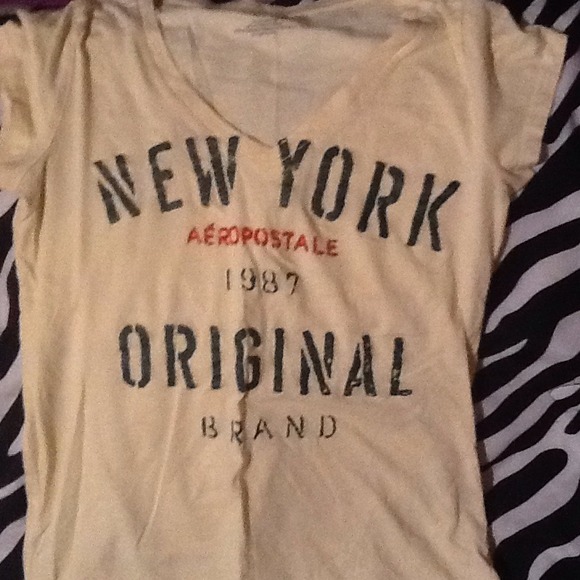 NEW YORK
AÉROPOSTALE
1987
ORIGINAL
BRAND